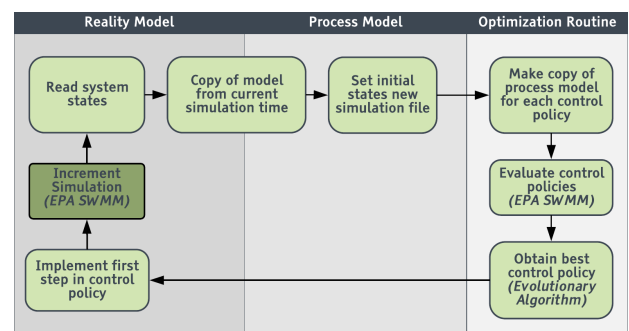 Reality Model
Process Model
Optimization Routine
Read system
states
Copy of model
from current
simulation time
Set initial
states new
simulation file
Make copy of
process model
for each control
policy
Increment
Simulation
(EPA SWMM)
Evaluate control
policies
(EPA SWMM)
Implement first
step in control
policy
Obtain best
control policy
(Evolutionary
Algorithm)